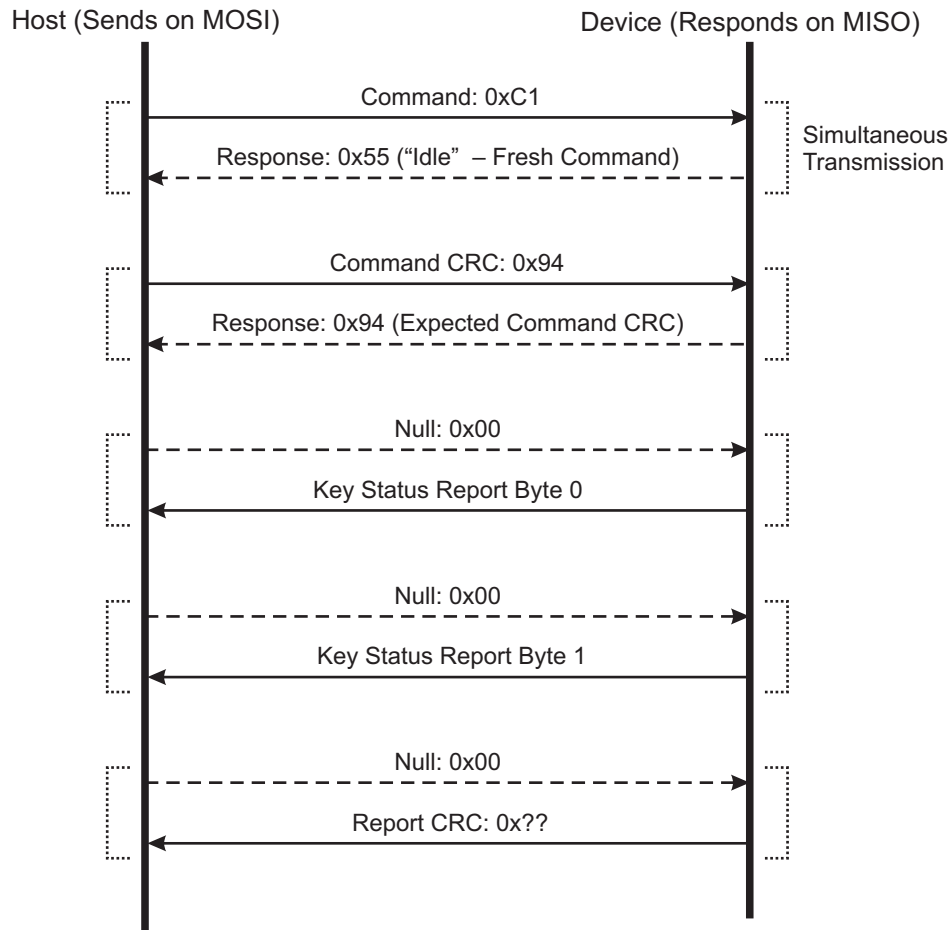 Host (Sends on MOSI)
Device (Responds on MISO)
Command: 0xC1
Simultaneous
Transmission
Response: 0x55 (“Idle” – Fresh Command)
Command CRC: 0x94
Response: 0x94 (Expected Command CRC)
Null: 0x00
Key Status Report Byte 0
Null: 0x00
Key Status Report Byte 1
Null: 0x00
Report CRC: 0x??